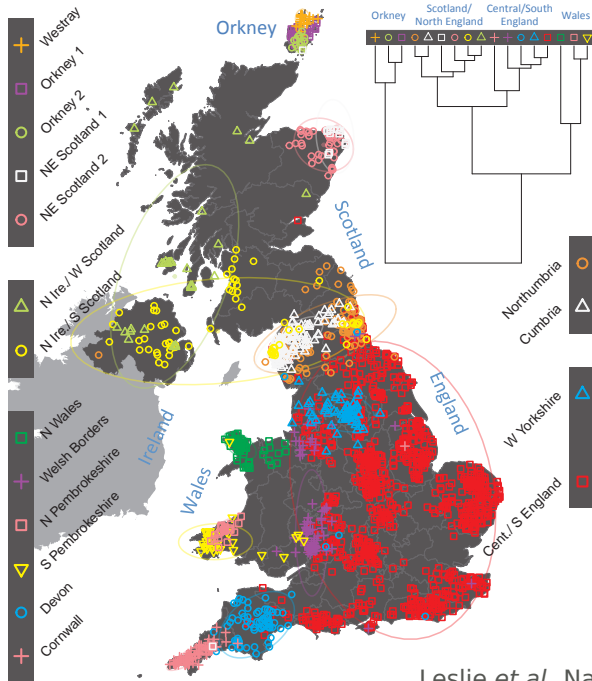 Orkney
Scotland/
North England
Central/South
England
Wales
Orkney
Westray
Orkney 1
Orkney 2
NE Scotland 1
NE Scotland 2
N Ire./ W Scotland
N Ire./ S Scotland
Scotland
Northumbria
Cumbria
N Wales
Welsh Borders
N Pembrokeshire
S Pembrokeshire
Devon
Cornwall
Ireland
Wales
England
W Yorkshire
Cent./ S England
Leslie et al. Na